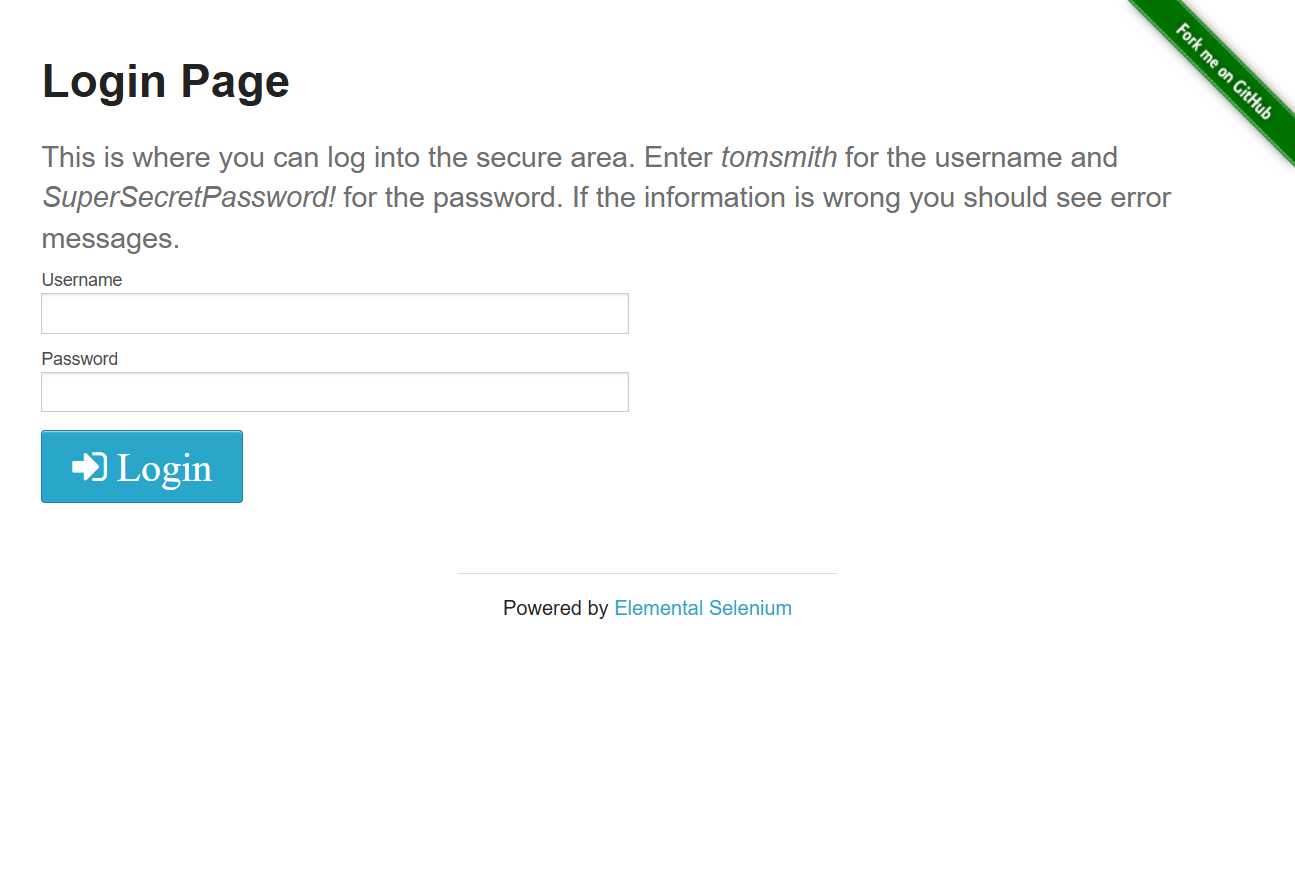 Fork me on GitHub
Login Page
This is where you can log into the secure area. Enter tomsmith for the username and
SuperSecretPassword! for the password. If the information is wrong you should see error
messages.
Username
Password
Login
Powered by Elemental Selenium